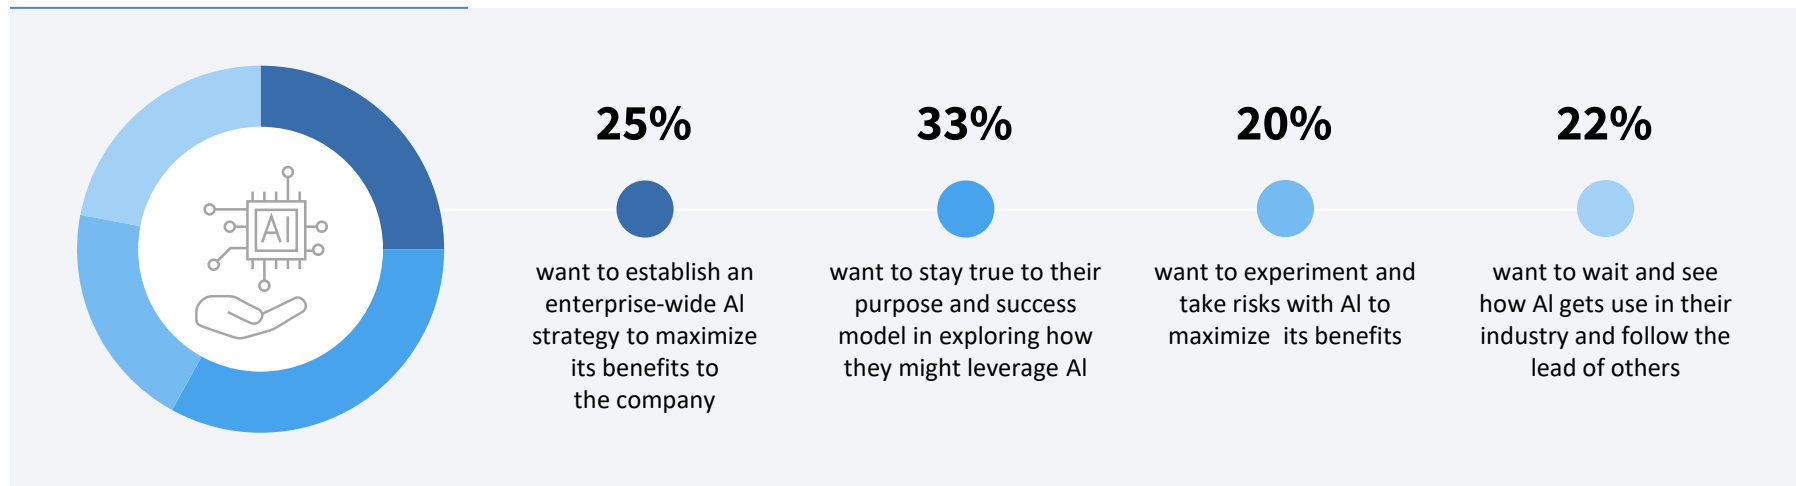 AI
25%
want to establish an
enterprise-wide AI
strategy to maximize
its benefits to
the company
33%
want to stay true to their
purpose and success
model in exploring how
they might leverage AI
20%
want to experiment and
take risks with AI to
maximize  its benefits
22%
want to wait and see
how AI gets use in their
industry and follow the
lead of others